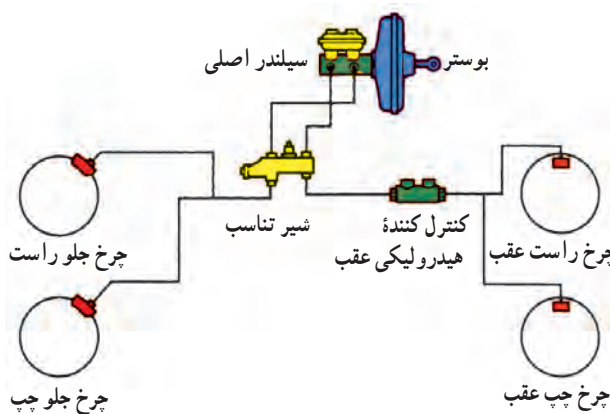 بوستر
سیلندر اصلی
شیر تناسب
کنترل کنندهٔ
هیدرولیکی عقب
چرخ راست عقب
چرخ جلو راست
چرخ چپ عقب
چرخ جلو چپ